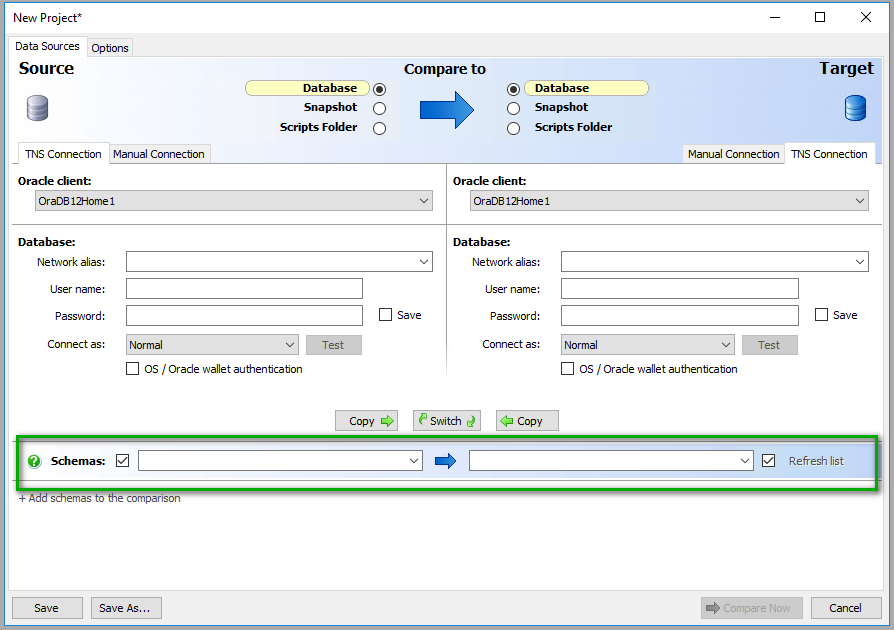 New Project*
Data Sources Options
Source Compare to Target
Database Database
Snapshot Snapshot
Scripts Folder Scripts Folder
TNS Connection Manual Connection Manual Connection TNS Connection
Oracle client: Oracle client:
OraDB12Home1 OraDB12Home1
Database: Database:
Network alias: Network alias:
User name: User name:
Password: Save Password: Save
Connect as: Normal Test Connect as: Normal Test
OS / Oracle wallet authentication OS / Oracle wallet authentication
Copy Switch Copy
? Schemas: Refresh list
+ Add schemas to the comparison
Save Save As... Compare Now Cancel